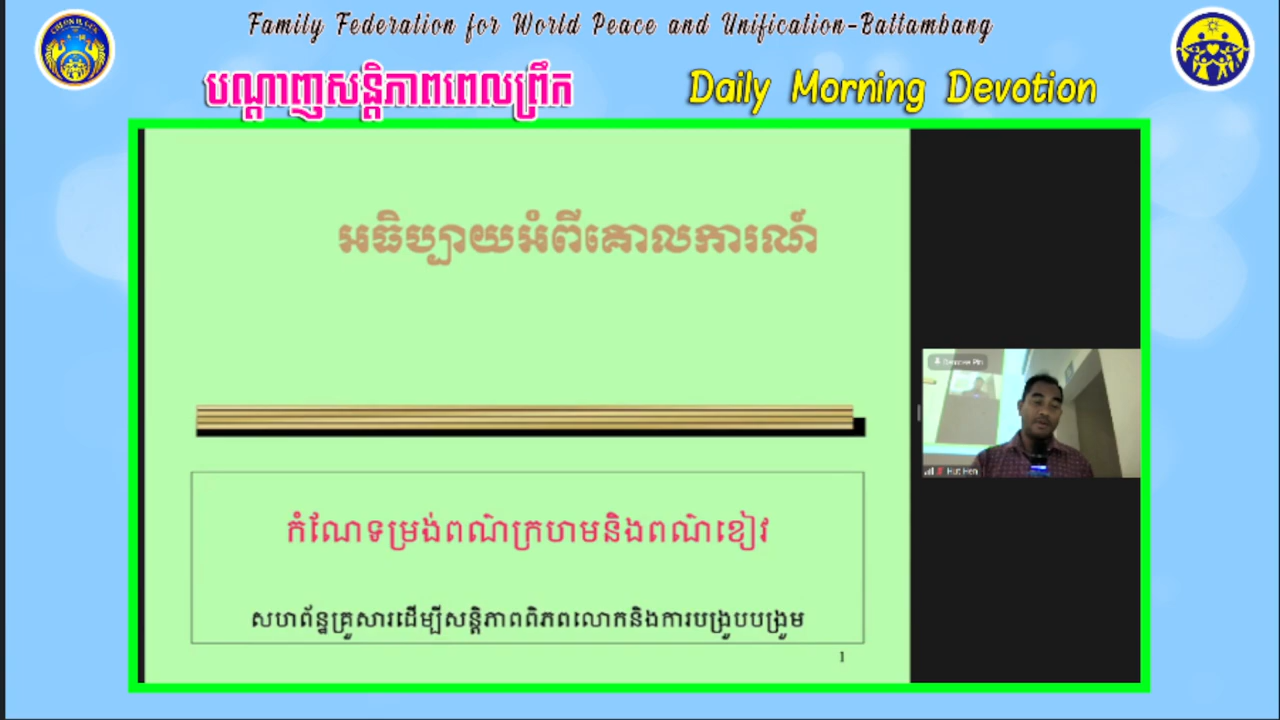 Family Federation for World Peace and Unification-Battambang
បណ្តាញសន្តិភាពពេលព្រឹក
Daily Morning Devotion
អធិប្បាយអំពីគោលការណ៍
Hut Hen
កំណែទម្រង់ពណ៌ក្រហមនិងពណ៌ខៀវ
សហព័ន្ធគ្រួសារដើម្បីសន្តិភាពពិភពលោកនិងការបង្រួបបង្រួម
1